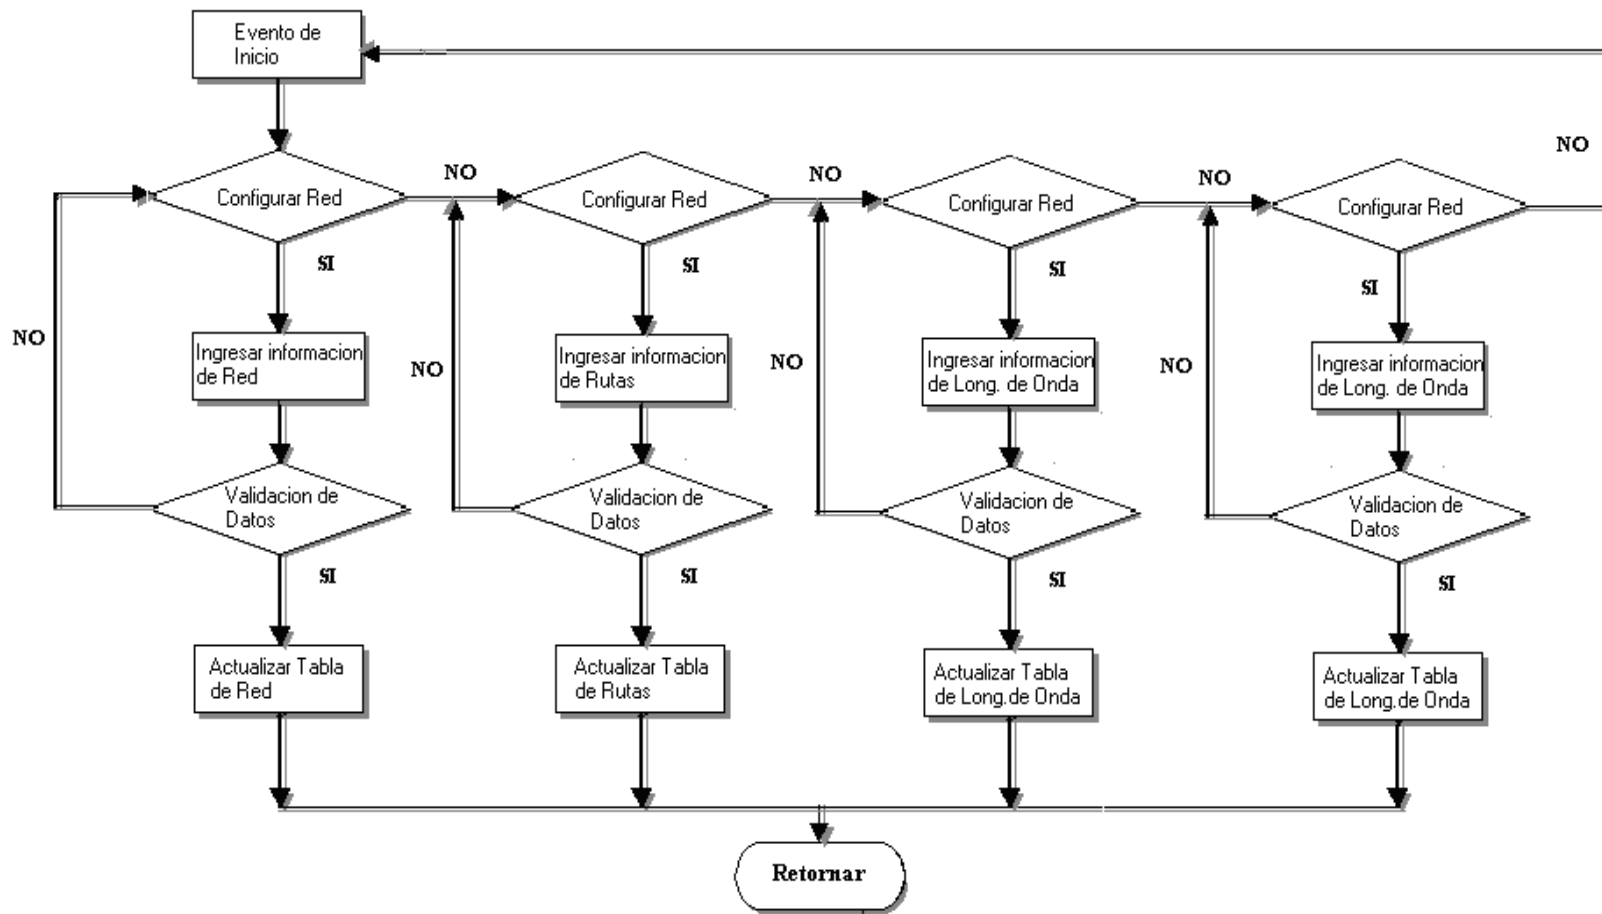 Evento de
Inicio
NO
NO
NO
NO
Configurar Red
Configurar Red
Configurar Red
Configurar Red
SI
SI
SI
SI
NO
NO
NO
NO
Ingresar informacion
de Red
Ingresar informacion
de Rutas
Ingresar informacion
de Long. de Onda
Ingresar informacion
de Long. de Onda
Validacion de
Datos
Validacion de
Datos
Validacion de
Datos
Validacion de
Datos
SI
SI
SI
SI
Actualizar Tabla
de Red
Actualizar Tabla
de Rutas
Actualizar Tabla
de Long.de Onda
Actualizar Tabla
de Long.de Onda
Retornar